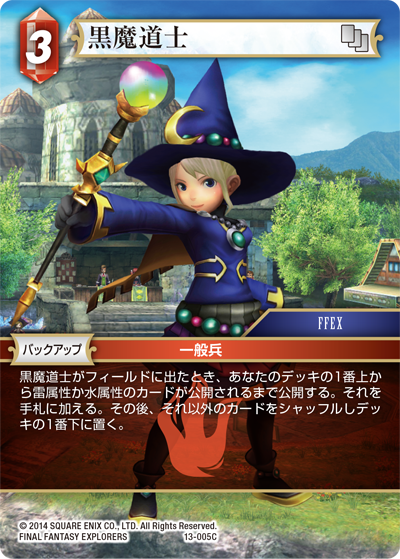 3
黒魔道士
FFEX
バックアップ
一般兵
黒魔道士がフィールドに出たとき、あなたのデッキの1番上か
ら雷属性か水属性のカードが公開されるまで公開する。それを
手札に加える。その後、それ以外のカードをシャッフルしデッ
キの1番下に置く。
© 2014 SQUARE ENIX CO., LTD. All Rights Reserved.
FINAL FANTASY EXPLORERS
13-005C